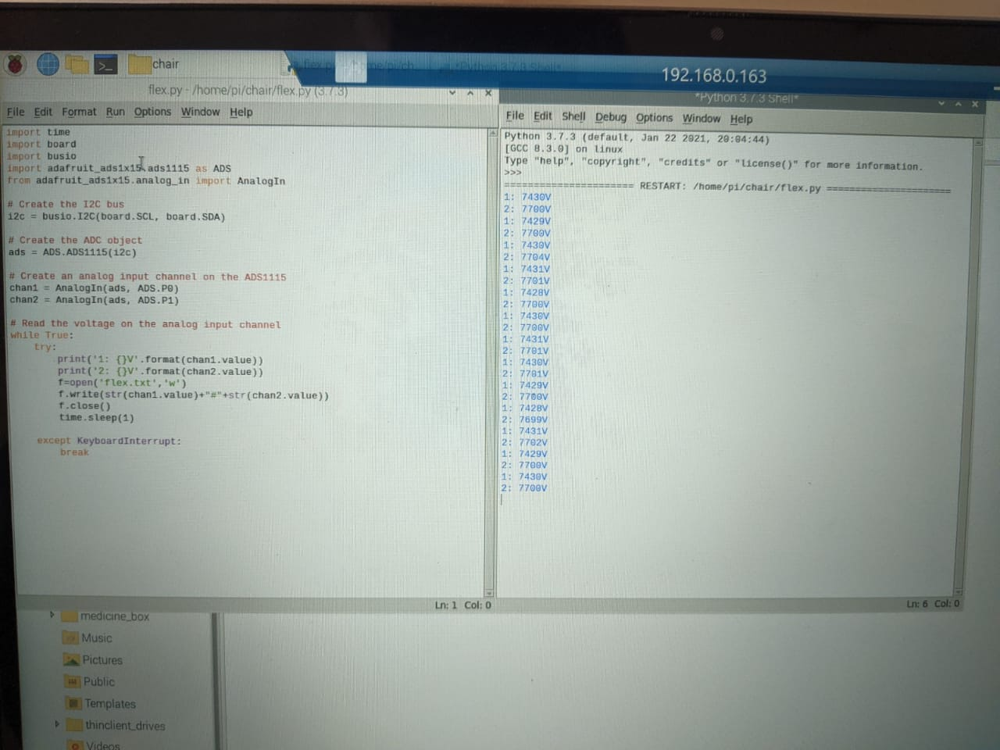 chair
192.168.0.163
flex.py - /home/pi/chair/flex.py (3.7.3)
File Edit Format Run Options Window Help
import time
import board
import busio
import adafruit_ads1x15.ads1115 as ADS
from adafruit_ads1x15.analog_in import AnalogIn
# Create the I2C bus
i2c = busio.I2C(board.SCL, board.SDA)
# Create the ADC object
ads = ADS.ADS1115(i2c)
# Create an analog input channel on the ADS1115
chan1 = AnalogIn(ads, ADS.P0)
chan2 = AnalogIn(ads, ADS.P1)
# Read the voltage on the analog input channel
while True:
try:
print('1: {}V'.format(chan1.value))
print('2: {}V'.format(chan2.value))
f=open('flex.txt','w')
f.write(str(chan1.value)+"#"+str(chan2.value))
f.close()
time.sleep(1)
except KeyboardInterrupt:
break
Ln: 1 Col: 0
*Python 3.7.3 Shell*
File Edit Shell Debug Options Window Help
Python 3.7.3 (default, Jan 22 2021, 20:04:44)
[GCC 8.3.0] on linux
Type "help", "copyright", "credits" or "license()" for more information.
>>>
====================== RESTART: /home/pi/chair/flex.py ======================
1: 7430V
2: 7700V
1: 7429V
2: 7700V
1: 7430V
2: 7704V
1: 7431V
2: 7701V
1: 7428V
2: 7700V
1: 7430V
2: 7700V
1: 7431V
2: 7701V
1: 7430V
2: 7701V
1: 7429V
2: 7700V
1: 7428V
2: 7699V
1: 7431V
2: 7702V
1: 7429V
2: 7700V
1: 7430V
2: 7700V
Ln: 6 Col: 0
medicine_box
Music
Pictures
Public
Templates
thinclient_drives
Videos